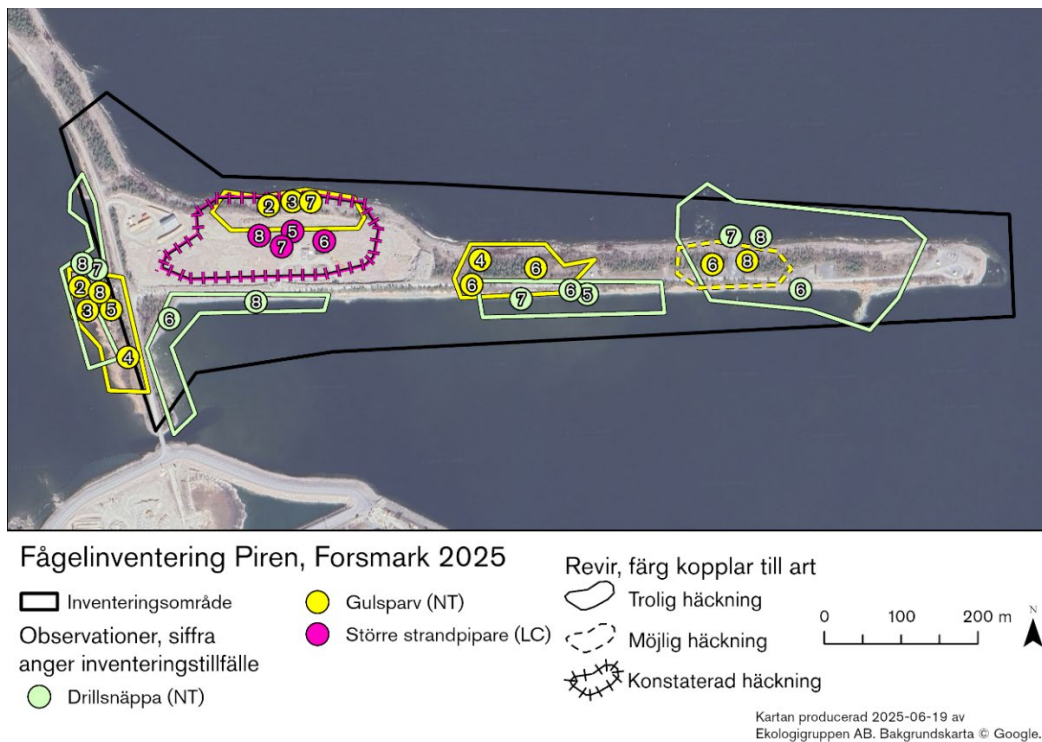 2
3
7
8
5
7
6
8
7
2
8
3
5
4
6
8
4
6
6
7
6
5
7
8
6
8
6
Fågelinventering Piren, Forsmark 2025
Inventeringsområde
Observationer, siffra
anger inventeringstillfälle
Drillsnäppa (NT)
Gulsparv (NT)
Större strandpipare (LC)
Revir, färg kopplar till art
Trolig häckning
Möjlig häckning
Konstaterad häckning
0 100 200 m
N
Kartan producerad 2025-06-19 av
Ekologigruppen AB. Bakgrundskarta © Google.